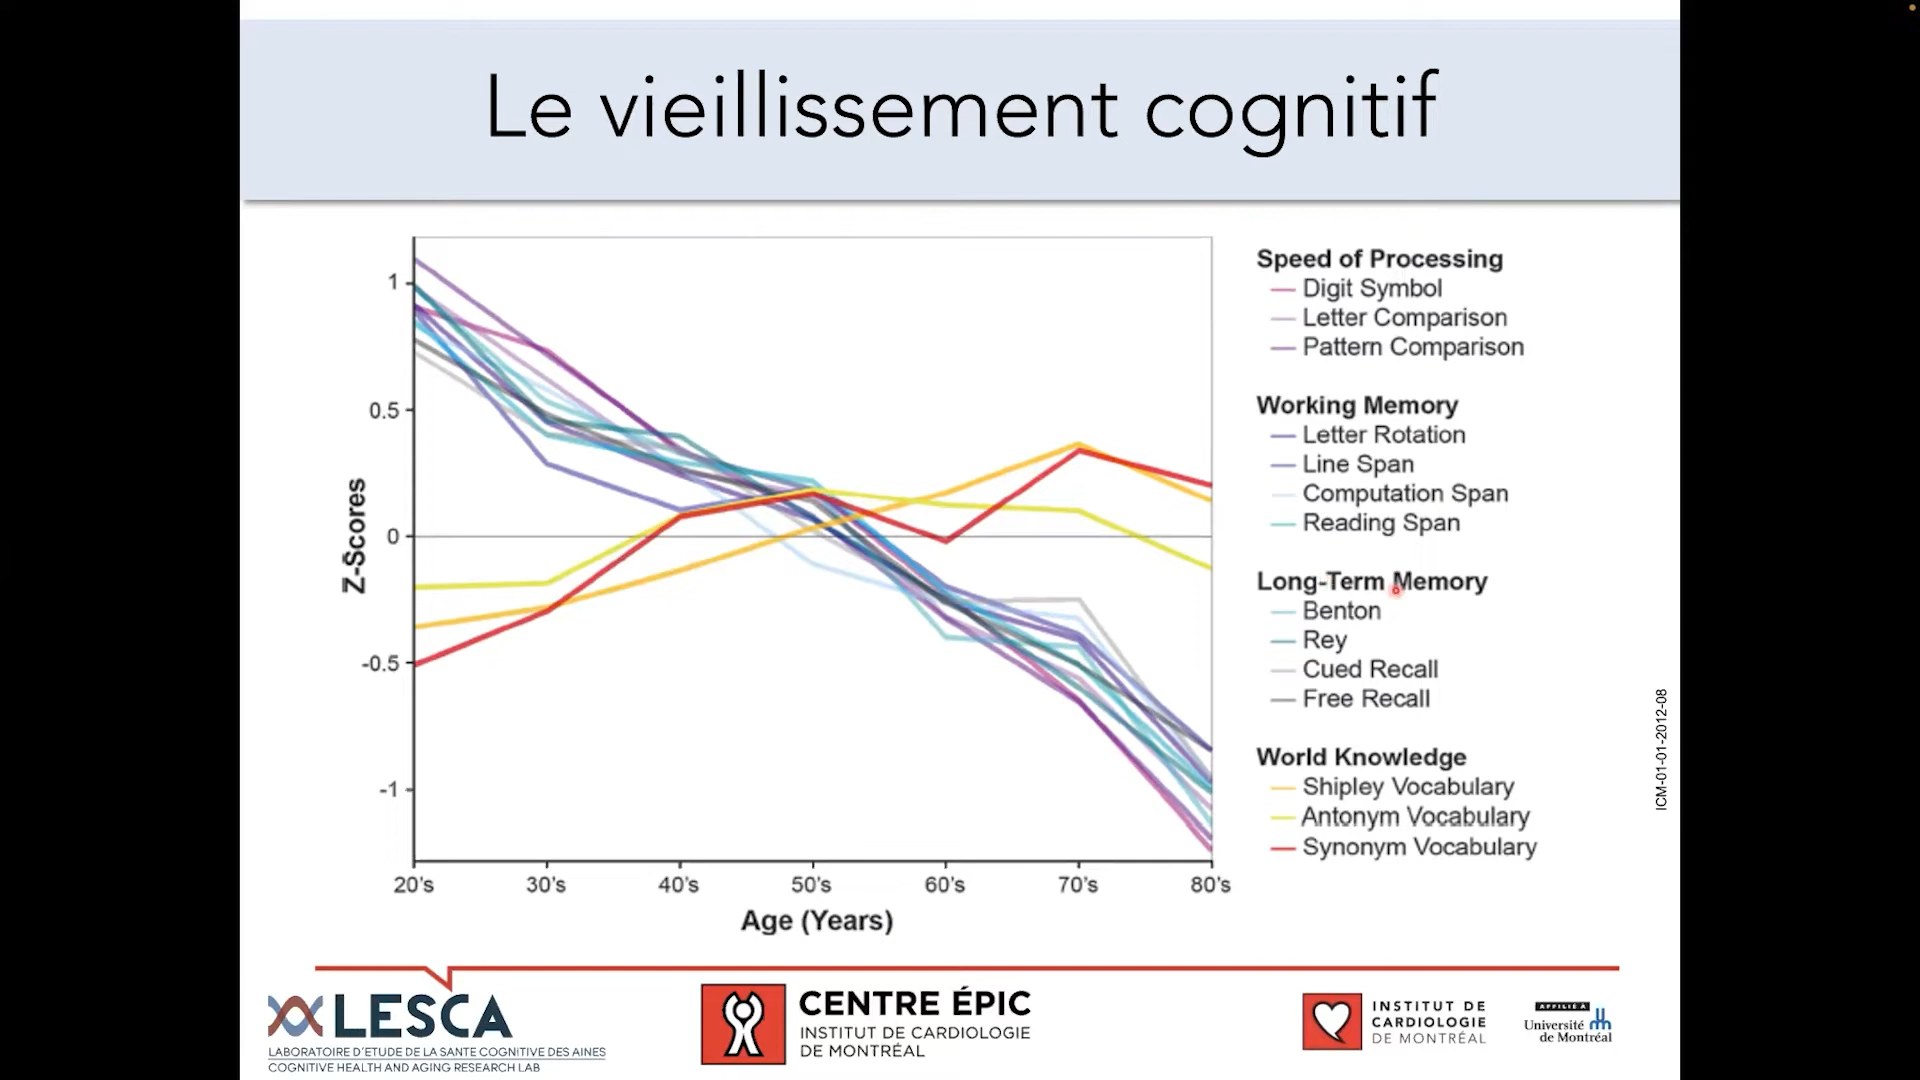 Le vieillissement cognitif
1
0.5
0
-0.5
-1
Z-Scores
20's 30's 40's 50's 60's 70's 80's
Age (Years)
Speed of Processing
Digit Symbol
Letter Comparison
Pattern Comparison
Working Memory
Letter Rotation
Line Span
Computation Span
Reading Span
Long-Term Memory
Benton
Rey
Cued Recall
Free Recall
World Knowledge
Shipley Vocabulary
Antonym Vocabulary
Synonym Vocabulary
ICM-01-01-2012-08
LESCA
LABORATOIRE D'ETUDE DE LA SANTE COGNITIVE DES AINES
COGNITIVE HEALTH AND AGING RESEARCH LAB
CENTRE ÉPIC
INSTITUT DE CARDIOLOGIE
DE MONTRÉAL
INSTITUT DE
CARDIOLOGIE
DE MONTRÉAL
AFFILIÉ À
Université
de Montréal